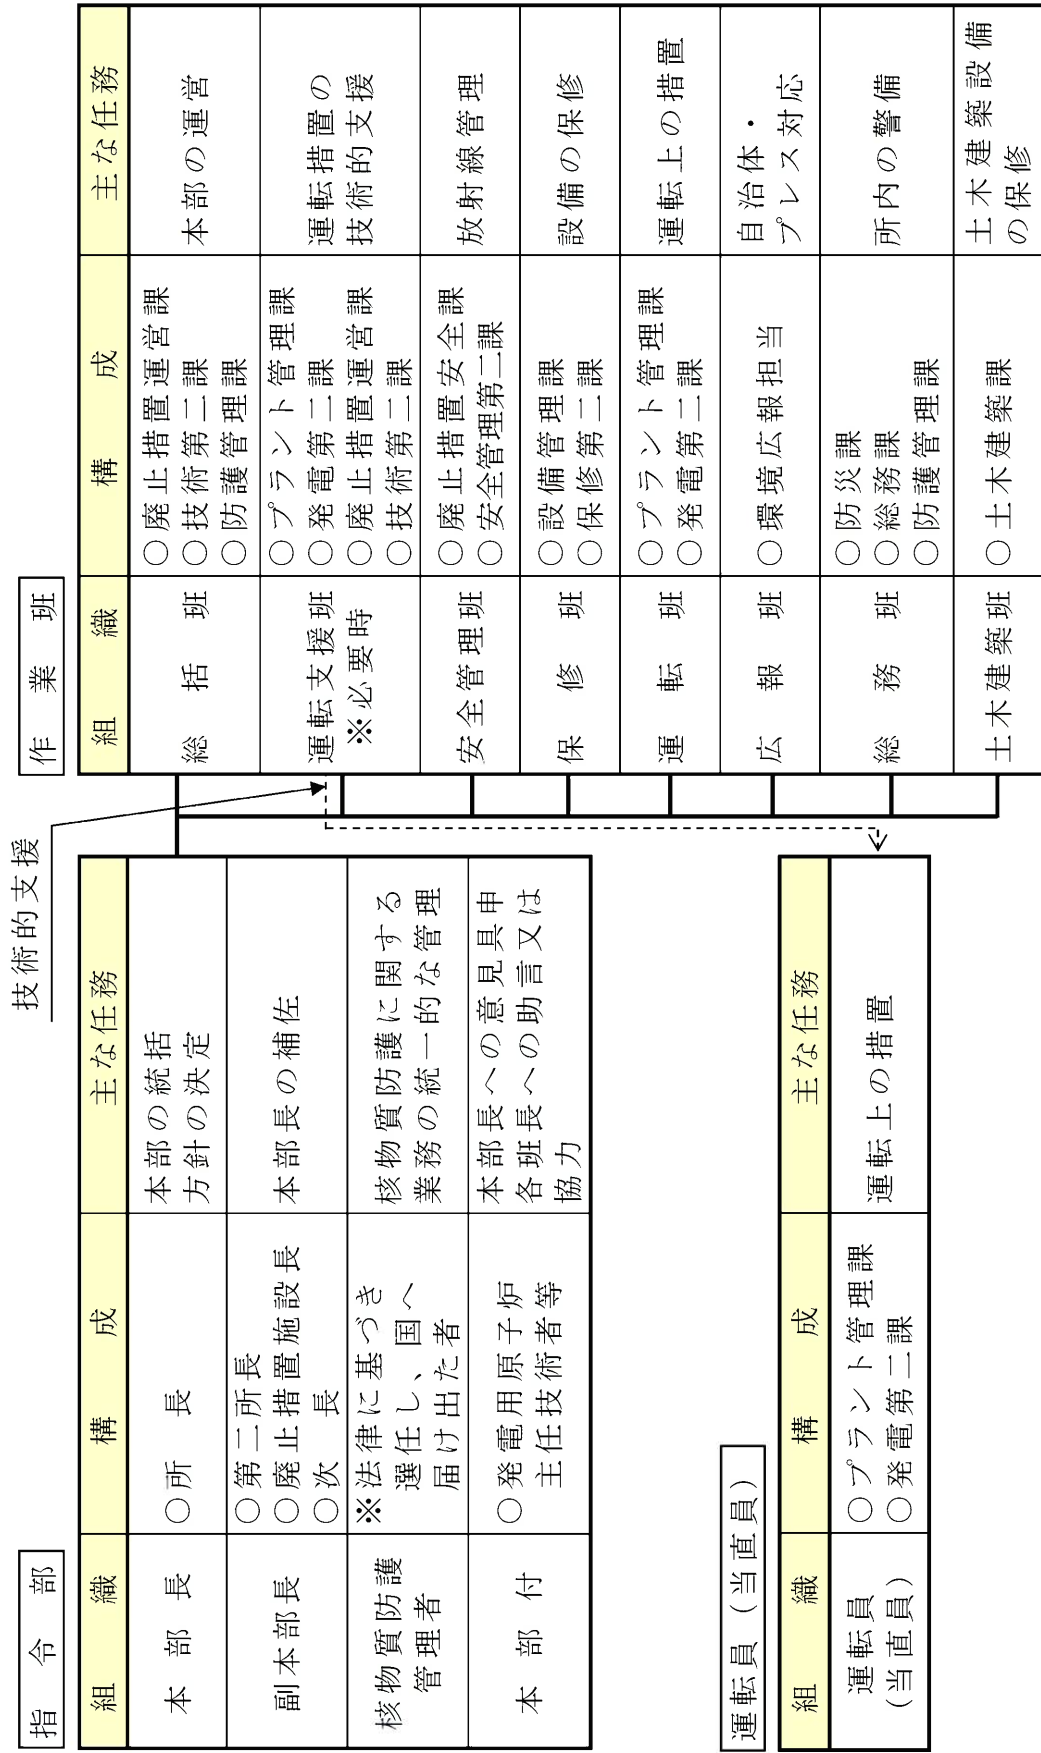 指令部
組織 構成 主な任務
本部長
○所長
本部の統括
方針の決定
副本部長
○第二所長
○廃止措置施設長
○次長
本部長の補佐
核物質防護
管理者
※法律に基づき
選任し、国へ
届け出た者
核物質防護に関する
業務の統一的な管理
本部付
○発電用原子炉
主任技術者等
本部長への意見具申
各班長への助言又は
協力
運転員（当直員）
組織 構成 主な任務
運転員
（当直員）
○プラント管理課
○発電第二課
運転上の措置
技術的支援
作業班
組織 構成 主な任務
総括班
○廃止措置運営課
○技術第二課
○防護管理課
本部の運営
運転支援班
※必要時
○プラント管理課
○発電第二課
○廃止措置運営課
○技術第二課
運転措置の
技術的支援
安全管理班
○廃止措置安全課
○安全管理第二課
放射線管理
保修班
○設備管理課
○保修第二課
設備の保修
運転班
○プラント管理課
○発電第二課
運転上の措置
広報班
○環境広報担当
自治体・
プレス対応
総務班
○防災課
○総務課
○防護管理課
所内の警備
土木建築班
○土木建築課
土木建築設備
の保修